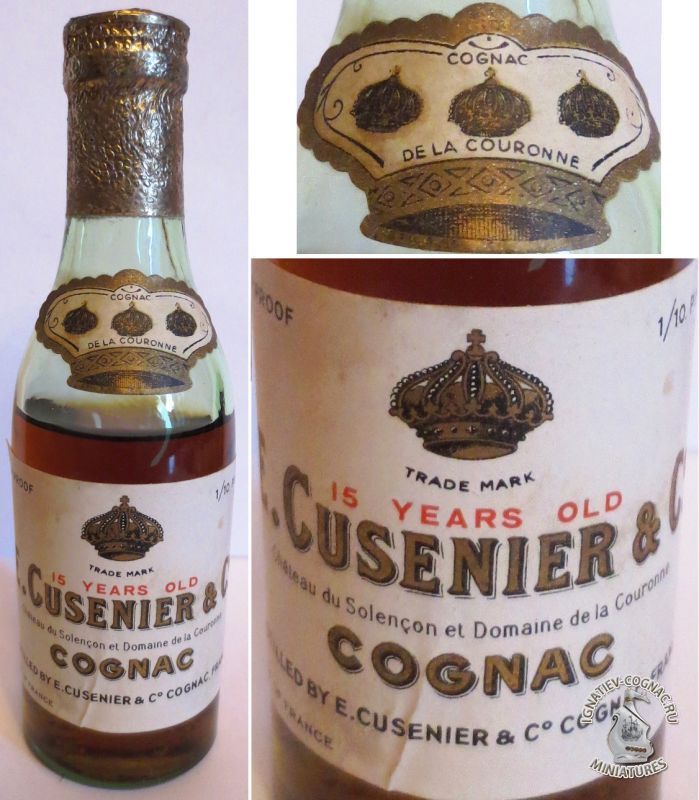 COGNAC
DE LA COURONNE
PROOF
1/10.
TRADE MARK
15 YEARS OLD
E. CUSENIER & C
Château du Solençon et Domaine de la Couronne
COGNAC
BY E. CUSENIER & Cº COGNAC, FRANCE
FRANCE
COGNAC
DE LA COURONNE
PROOF
1/10.
TRADE MARK
15 YEARS OLD
E. CUSENIER & C
Château du Solençon et Domaine de la Couronne
COGNAC
BY E. CUSENIER & Cº COGNAC, FRAN
FRANCE
IGNATIEV-COGNAC.RU
MINIATURES